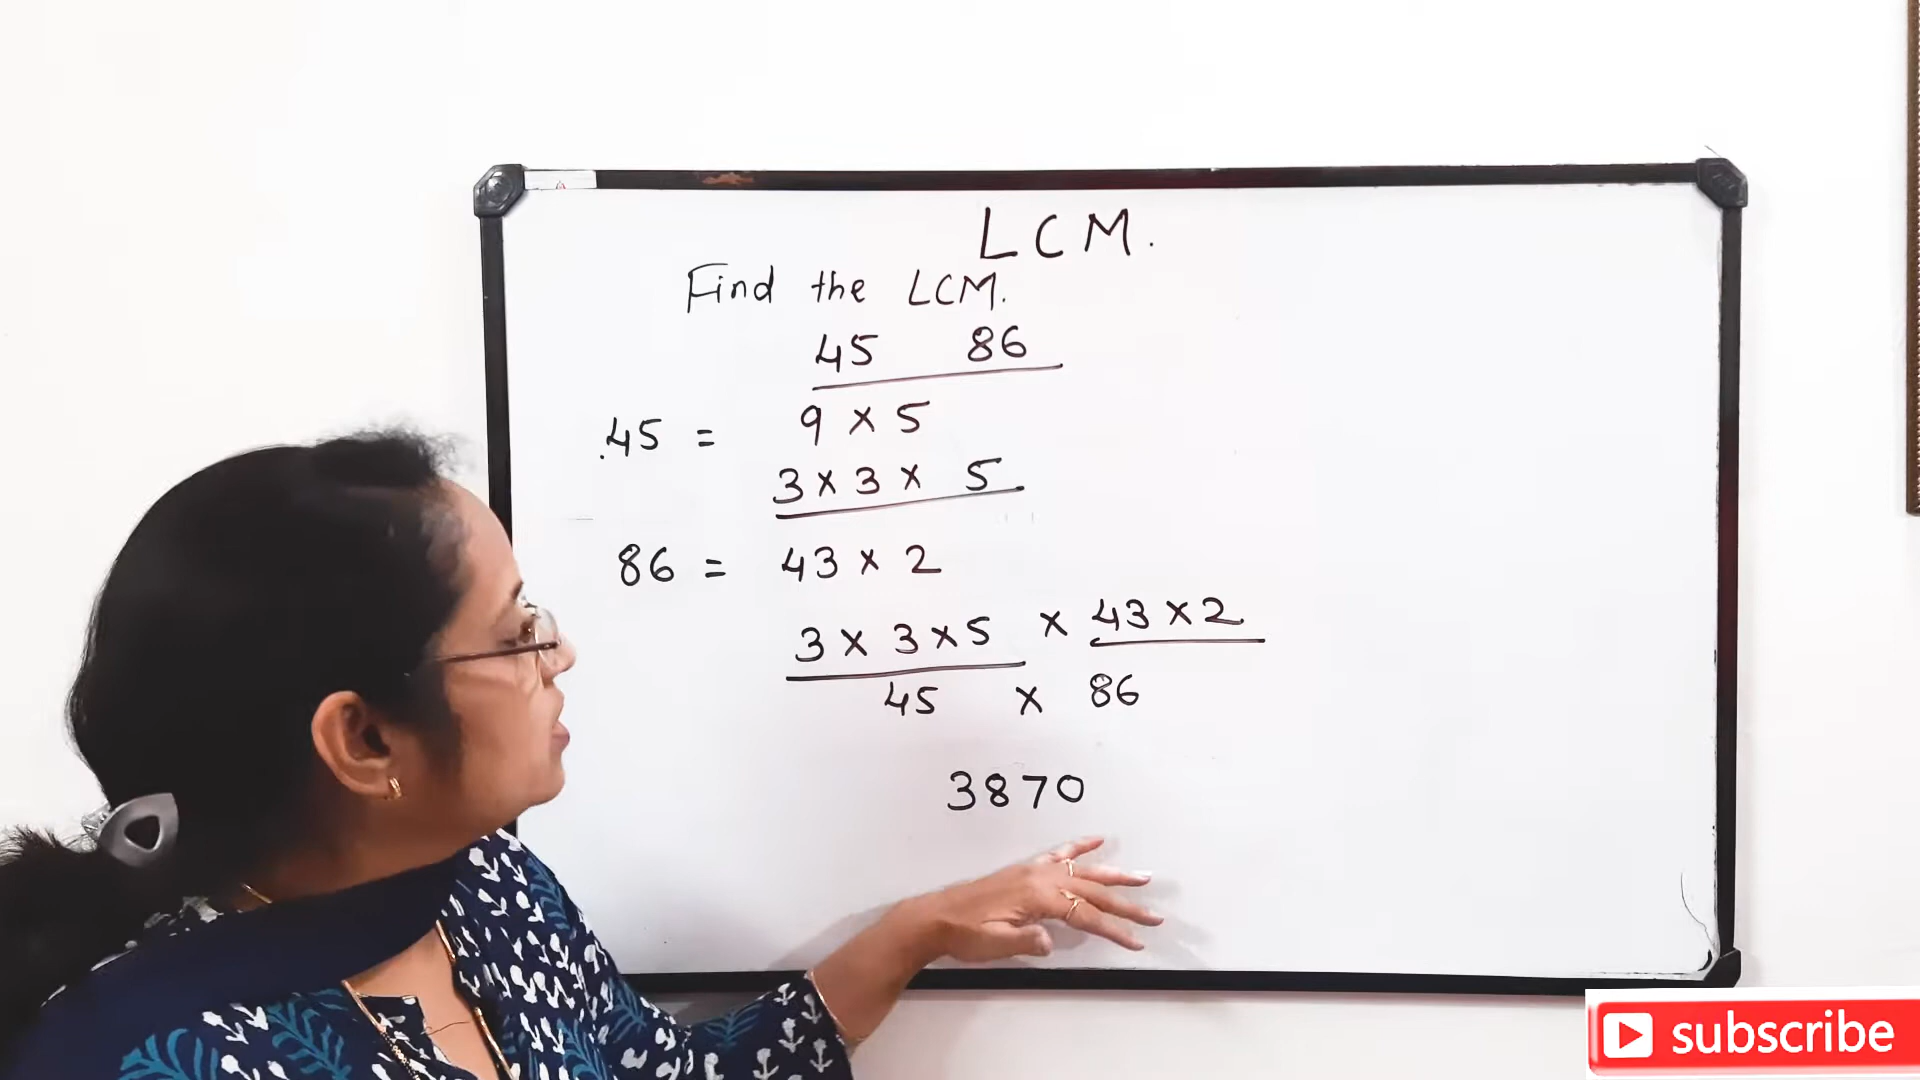 LCM.
Find the LCM.
45 86
.45 = 9 × 5
3 × 3 × 5
86 = 43 × 2
3 × 3 × 5 × 43 × 2
45 × 86
3870
subscribe